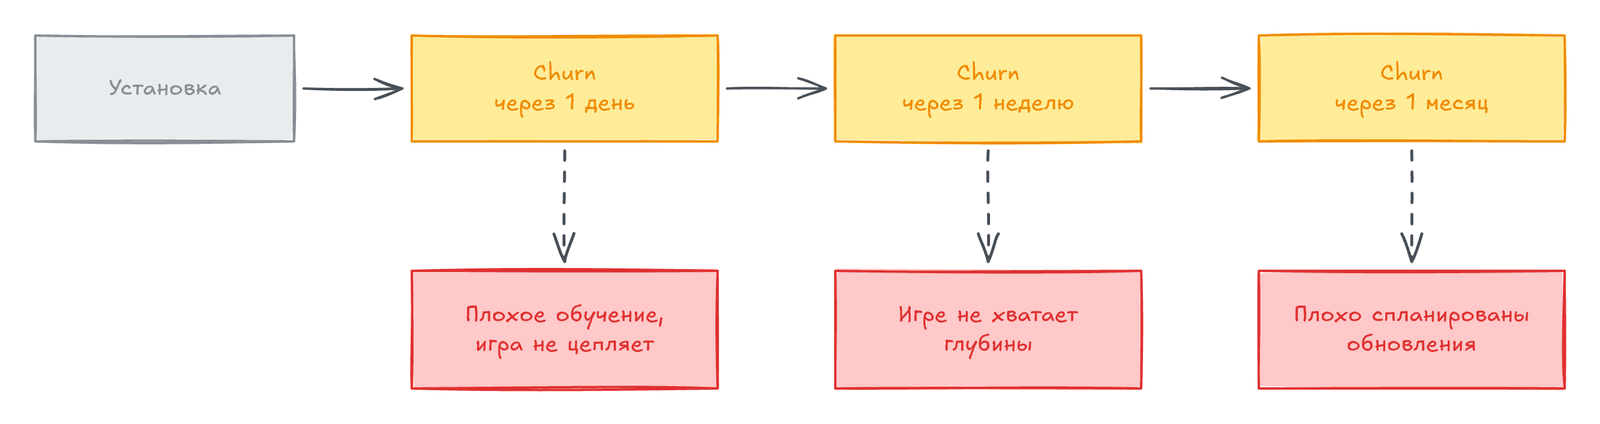 Установка
Churn
через 1 день
Churn
через 1 неделю
Churn
через 1 месяц
Плохое обучение,
игра не цепляет
Игре не хватает
глубины
Плохо спланированы
обновления